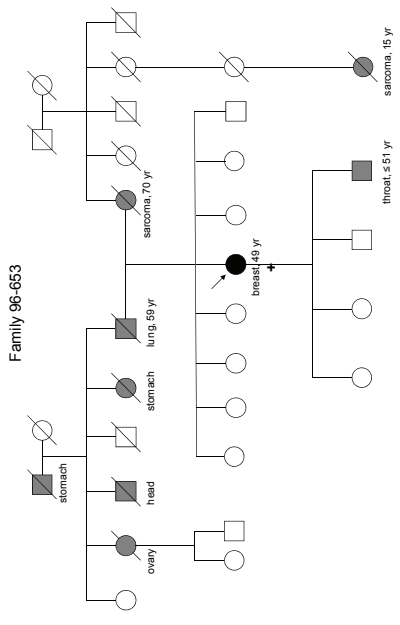 Family 96-653
stomach
ovary
head
stomach
lung, 59 yr
sarcoma, 70 yr
sarcoma, 15 yr
breast, 49 yr
+
throat, ≤ 51 yr